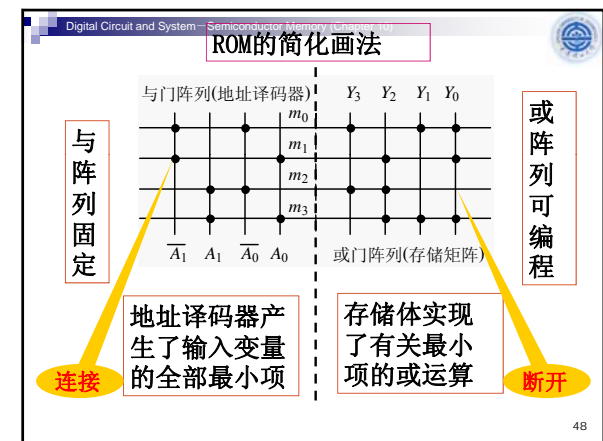 Digital Circuit and System—Semiconductor Memory (Chapter 10)
ROM的简化画法
与门阵列(地址译码器)
Y3 Y2 Y1 Y0
m0
m1
m2
m3
A̅1̅ A1 A̅0̅ A0
或门阵列(存储矩阵)
与
阵
列
固
定
或
阵
列
可
编
程
地址译码器产
生了输入变量
的全部最小项
存储体实现
了有关最小
项的或运算
连接
断开
48